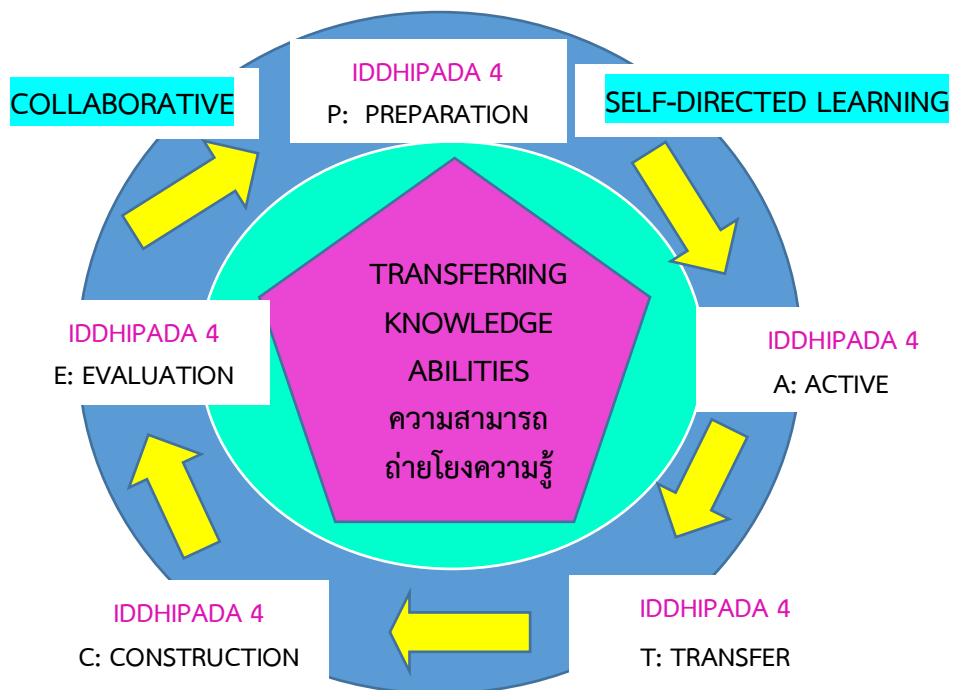 IDDHIPADA 4
P: PREPARATION
COLLABORATIVE
SELF-DIRECTED LEARNING
TRANSFERRING
KNOWLEDGE
ABILITIES
ความสามารถ
ถ่ายโยงความรู้
IDDHIPADA 4
E: EVALUATION
IDDHIPADA 4
A: ACTIVE
IDDHIPADA 4
C: CONSTRUCTION
IDDHIPADA 4
T: TRANSFER